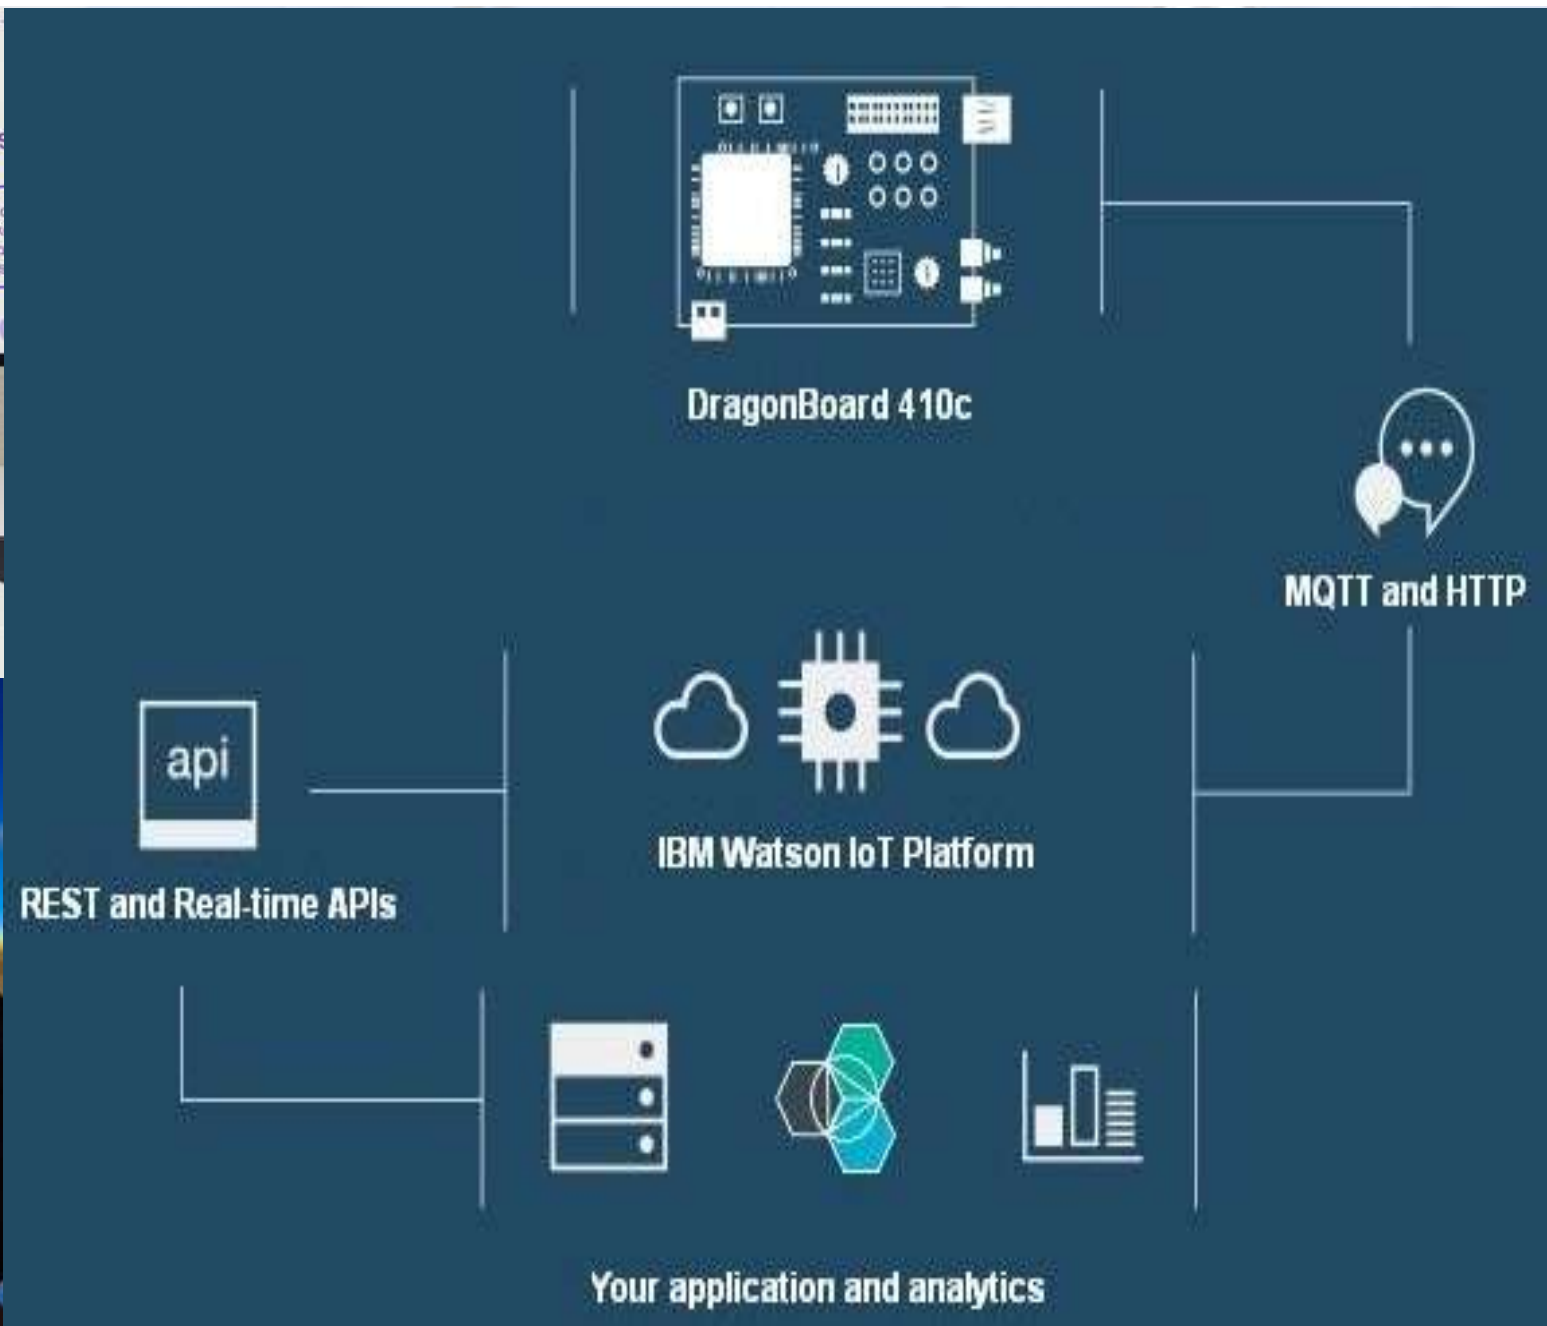 DragonBoard 410c
MQTT and HTTP
api
IBM Watson IoT Platform
REST and Real-time APIs
Your application and analytics